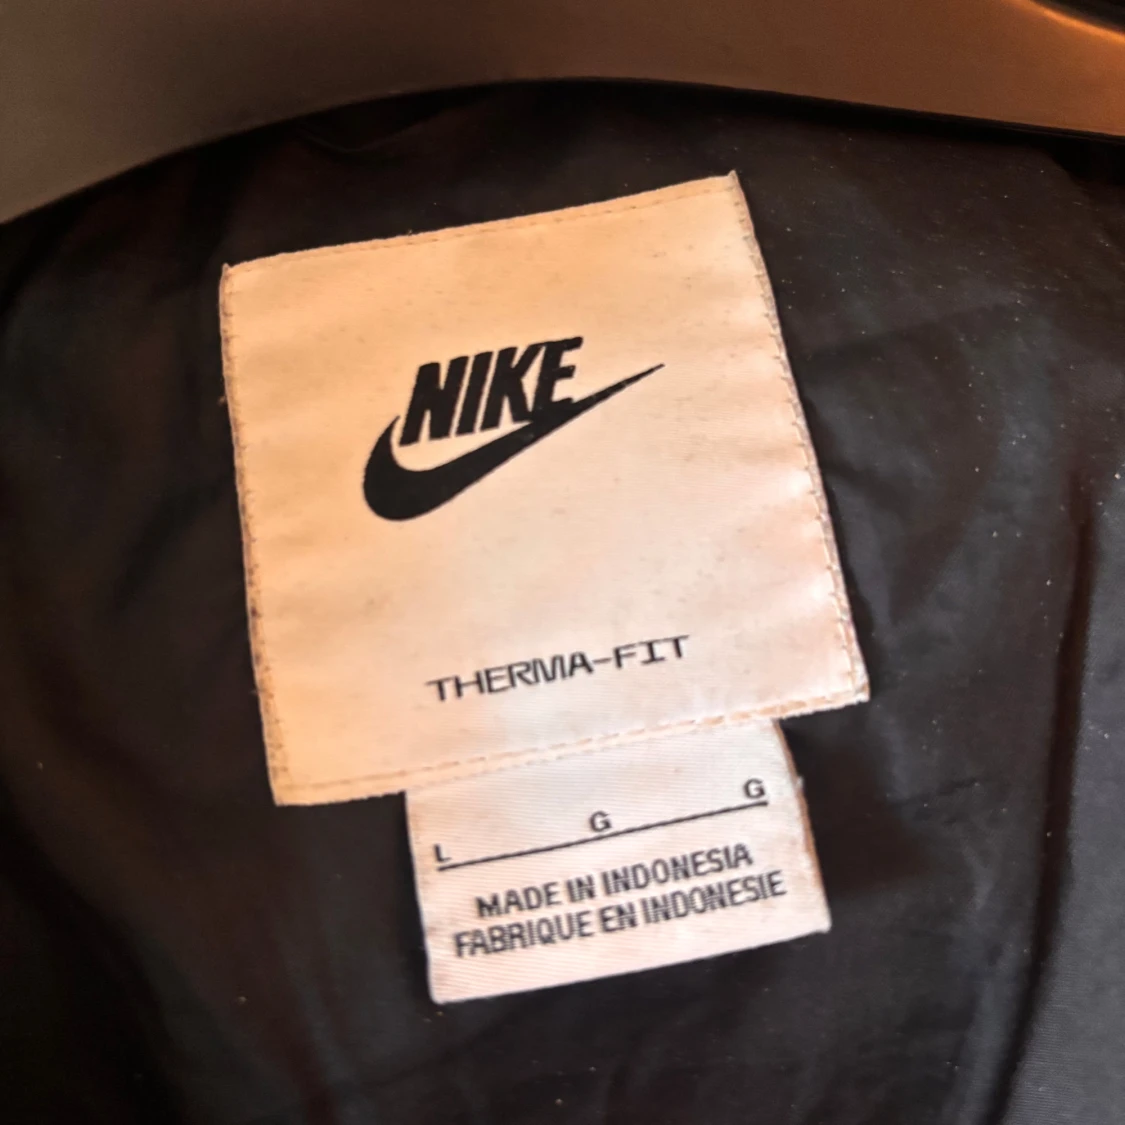 NIKE
THERMA-FIT
L G G
MADE IN INDONESIA
FABRIQUE EN INDONESIE